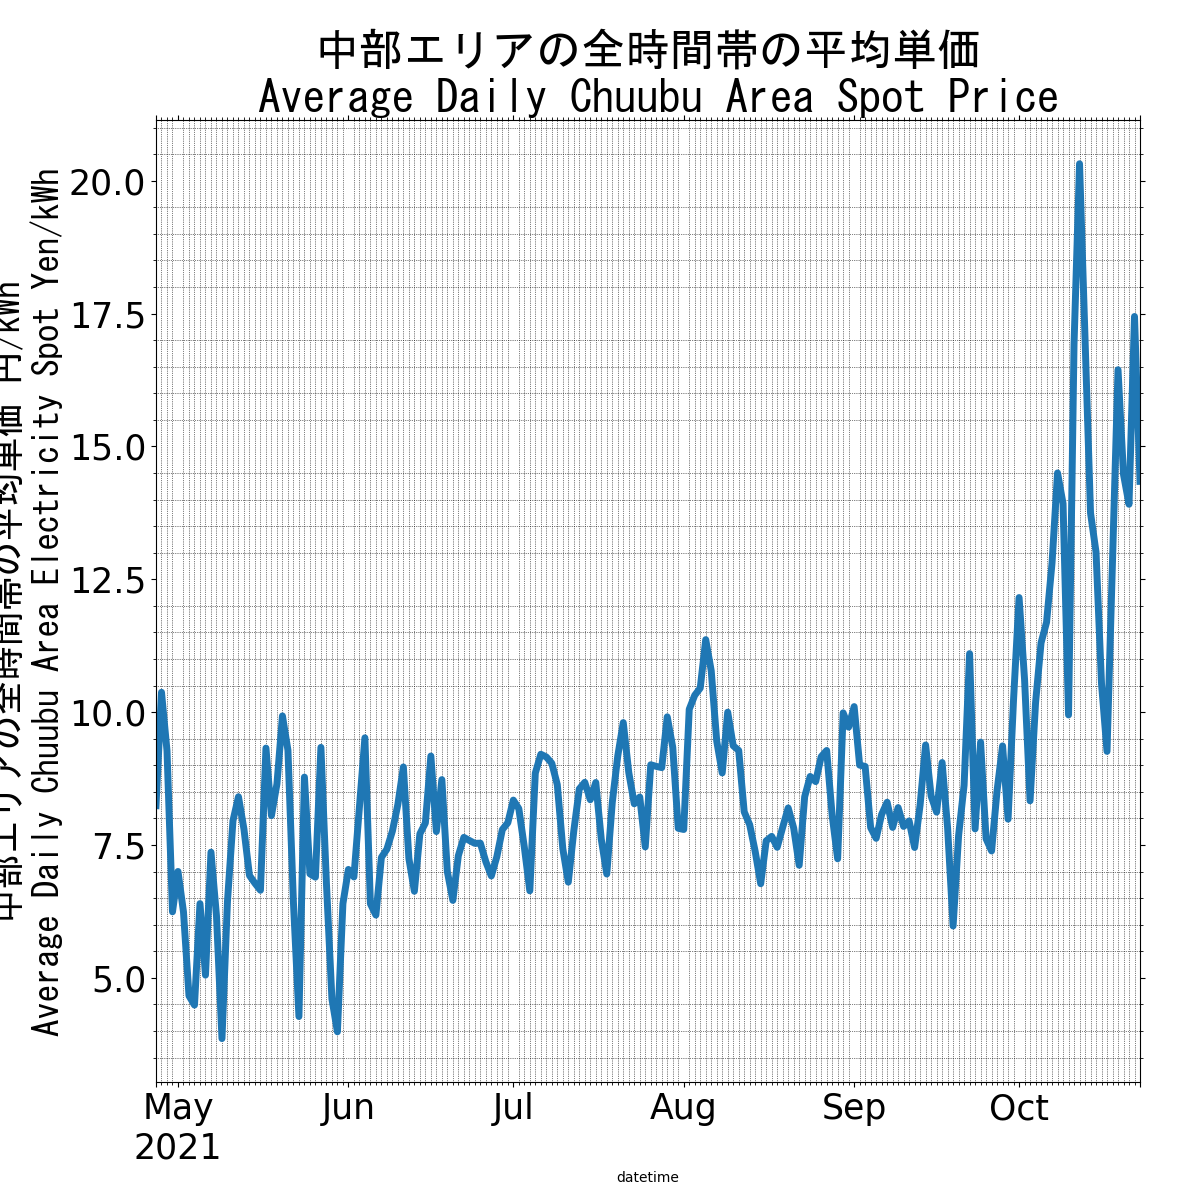 中部エリアの全時間帯の平均単価
Average Daily Chuubu Area Spot Price
中部エリアの全時間帯の平均単価 円/kWh
Average Daily Chuubu Area Electricity Spot Yen/kWh
20.0
17.5
15.0
12.5
10.0
7.5
5.0
May Jun Jul Aug Sep Oct
2021
datetime